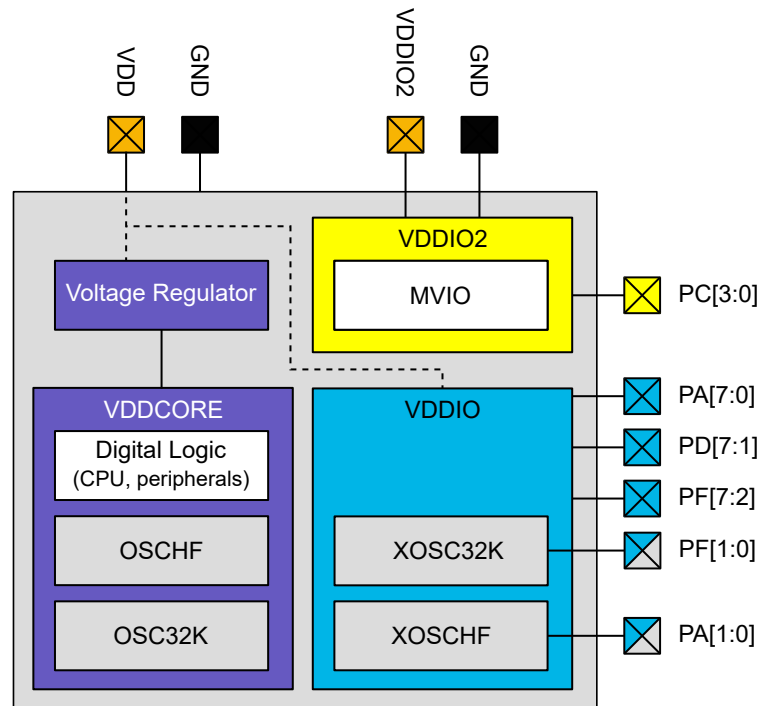 VDD
GND
VDDIO2
GND
VDDIO2
MVIO
Voltage Regulator
PC[3:0]
VDDCORE
Digital Logic
(CPU, peripherals)
OSCHF
OSC32K
VDDIO
XOSC32K
XOSCHF
PA[7:0]
PD[7:1]
PF[7:2]
PF[1:0]
PA[1:0]